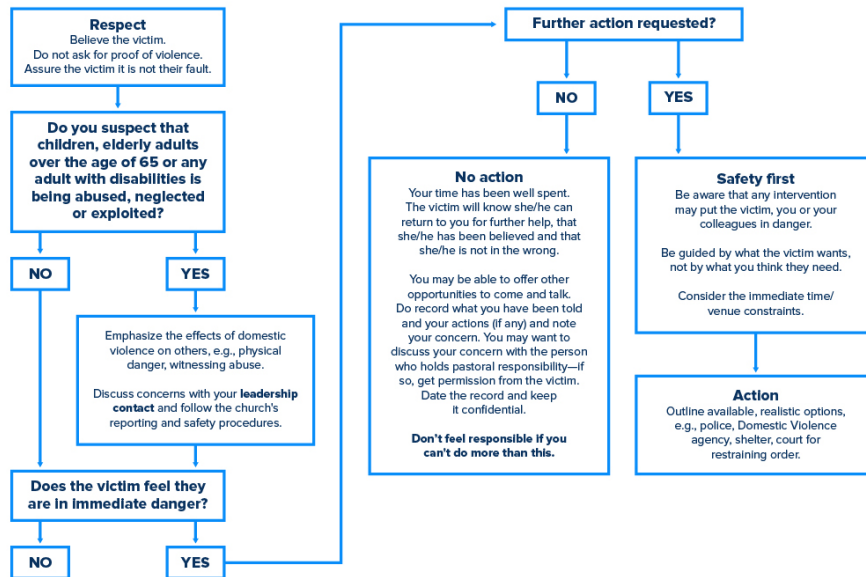 Respect
Believe the victim.
Do not ask for proof of violence.
Assure the victim it is not their fault.
Do you suspect that
children, elderly adults
over the age of 65 or any
adult with disabilities is
being abused, neglected
or exploited?
NO
YES
Emphasize the effects of domestic
violence on others, e.g., physical
danger, witnessing abuse.
Discuss concerns with your leadership
contact and follow the church's
reporting and safety procedures.
Does the victim feel they
are in immediate danger?
NO
YES
Further action requested?
NO
YES
No action
Your time has been well spent.
The victim will know she/he can
return to you for further help, that
she/he has been believed and that
she/he is not in the wrong.
You may be able to offer other
opportunities to come and talk.
Do record what you have been told
and your actions (if any) and note
your concern. You may want to
discuss your concern with the person
who holds pastoral responsibility—if
so, get permission from the victim.
Date the record and keep
it confidential.
Don't feel responsible if you
can't do more than this.
Safety first
Be aware that any intervention
may put the victim, you or your
colleagues in danger.
Be guided by what the victim wants,
not by what you think they need.
Consider the immediate time/
venue constraints.
Action
Outline available, realistic options,
e.g., police, Domestic Violence
agency, shelter, court for
restraining order.